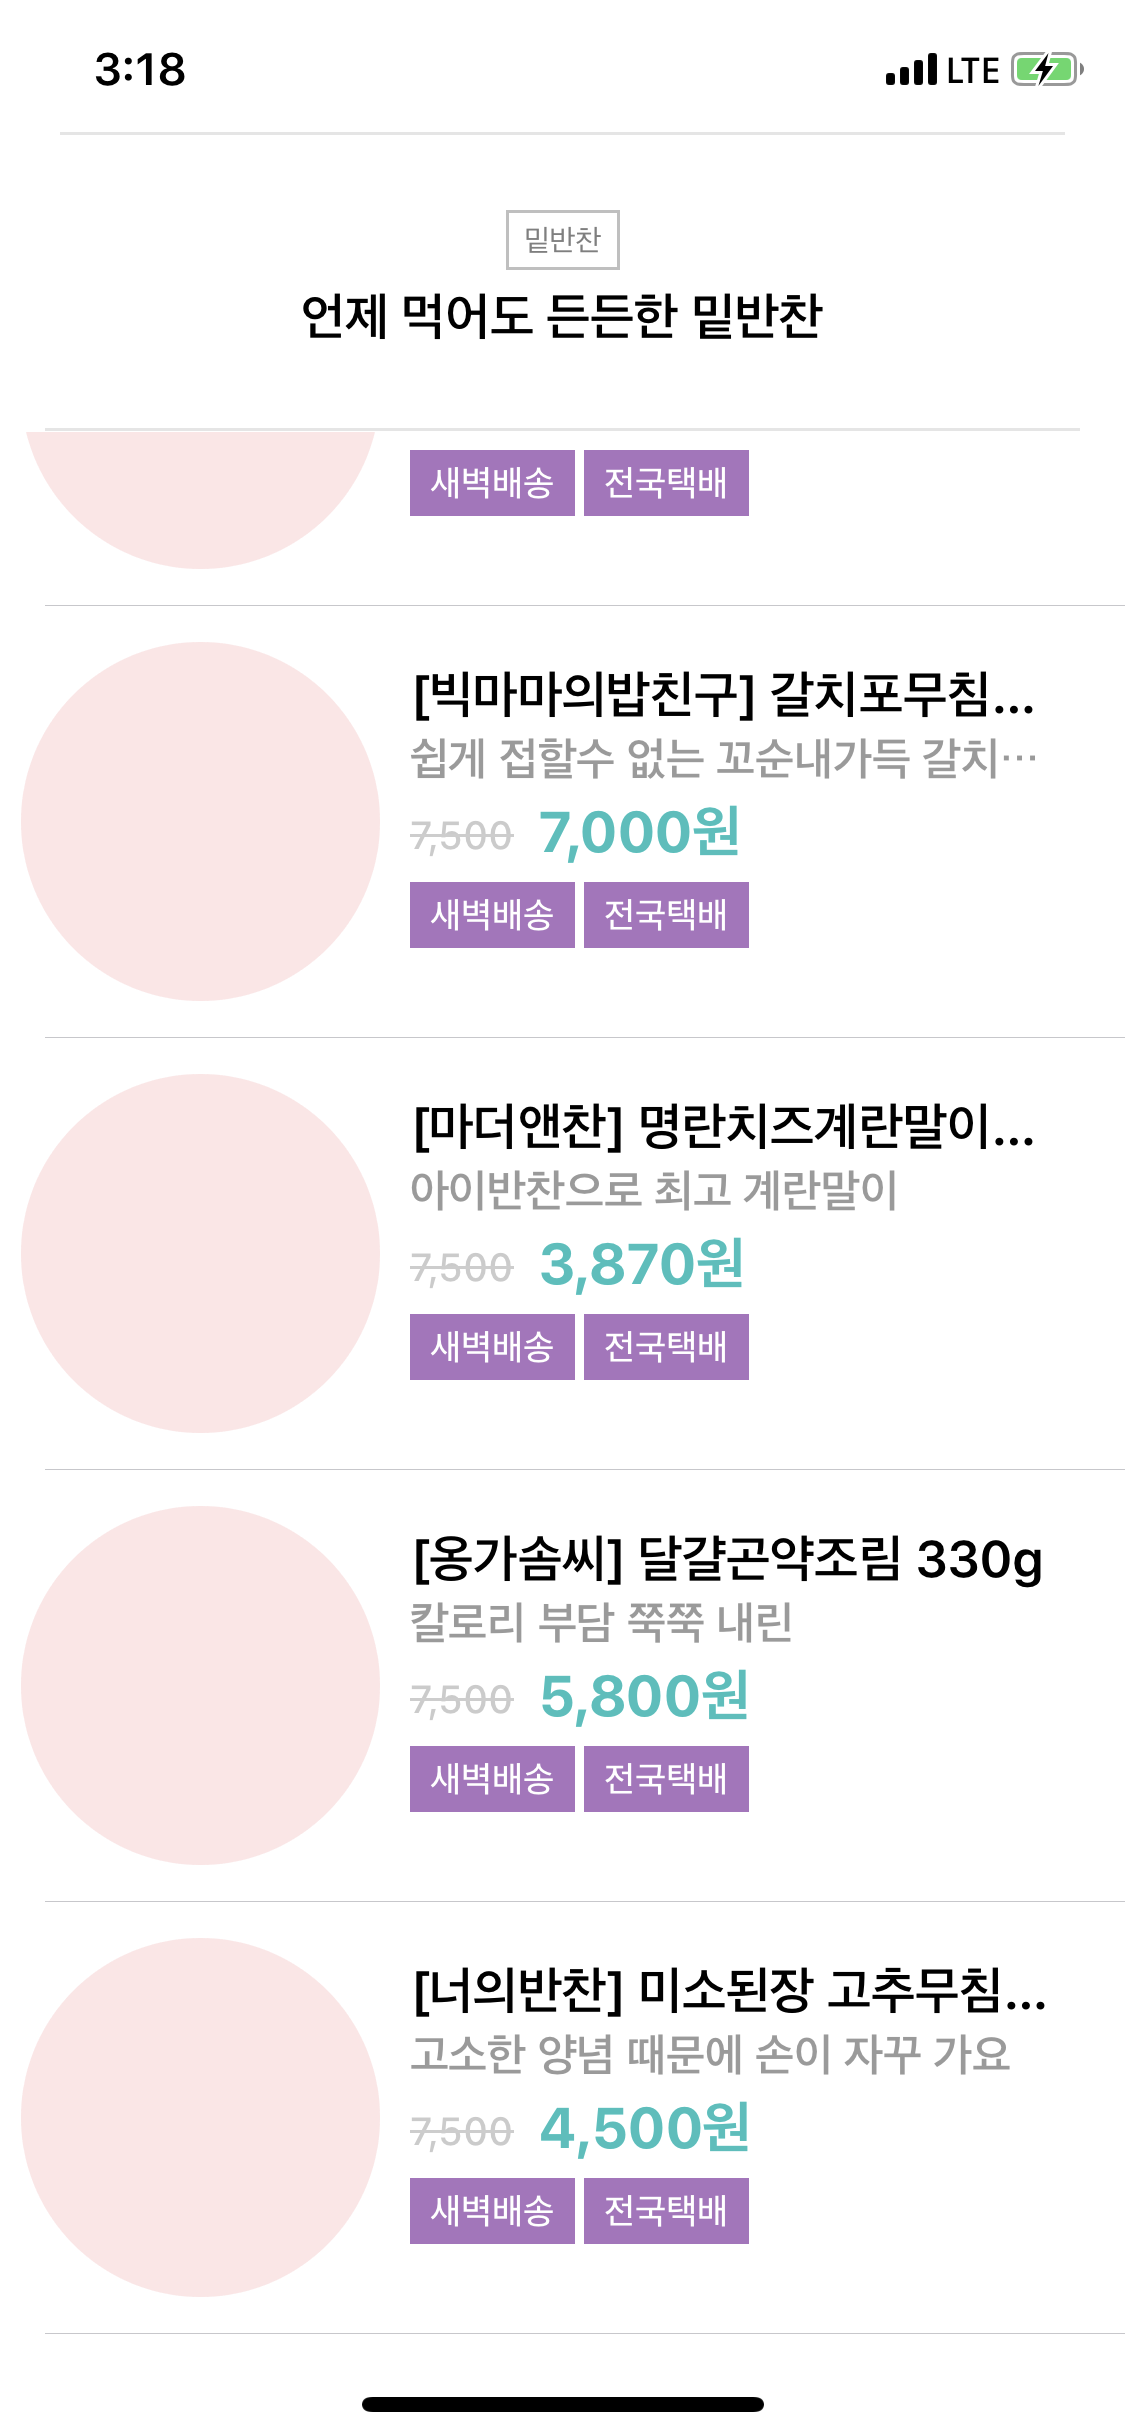 3:18 LTE
밑반찬
언제 먹어도 든든한 밑반찬
새벽배송 전국택배
[빅마마의밥친구] 갈치포무침...
쉽게 접할수 없는 꼬순내가득 갈치…
7,500 7,000원
새벽배송 전국택배
[마더앤찬] 명란치즈계란말이...
아이반찬으로 최고 계란말이
7,500 3,870원
새벽배송 전국택배
[옹가솜씨] 달걀곤약조림 330g
칼로리 부담 쭉쭉 내린
7,500 5,800원
새벽배송 전국택배
[너의반찬] 미소된장 고추무침...
고소한 양념 때문에 손이 자꾸 가요
7,500 4,500원
새벽배송 전국택배